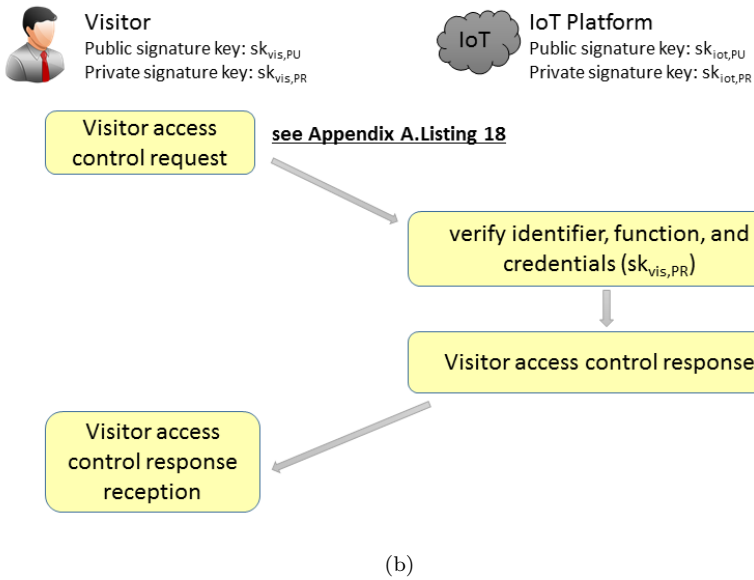 Visitor
Public signature key: sk_vis,PU
Private signature key: sk_vis,PR
IoT
IoT Platform
Public signature key: sk_iot,PU
Private signature key: sk_iot,PR
Visitor access
control request
see Appendix A.Listing 18
verify identifier, function, and
credentials (sk_vis,PR)
Visitor access control response
Visitor access
control response
reception
(b)